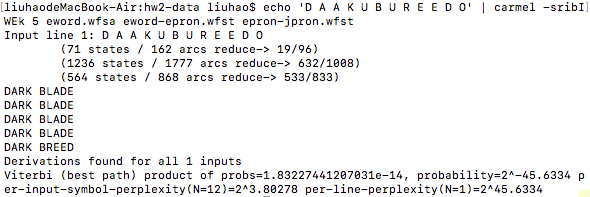 [liuhaodeMacBook-Air:hw2-data liuhao$ echo 'D A A K U B U R E E D O' | carmel -sribI]
WEk 5 eword.wfsa eword-epron.wfst epron-jpron.wfst
Input line 1: D A A K U B U R E E D O
(71 states / 162 arcs reduce-> 19/96)
(1236 states / 1777 arcs reduce-> 632/1008)
(564 states / 868 arcs reduce-> 533/833)
DARK BLADE
DARK BLADE
DARK BLADE
DARK BLADE
DARK BREED
Derivations found for all 1 inputs
Viterbi (best path) product of probs=1.83227441207031e-14, probability=2^-45.6334 p
er-input-symbol-perplexity(N=12)=2^3.80278 per-line-perplexity(N=1)=2^45.6334